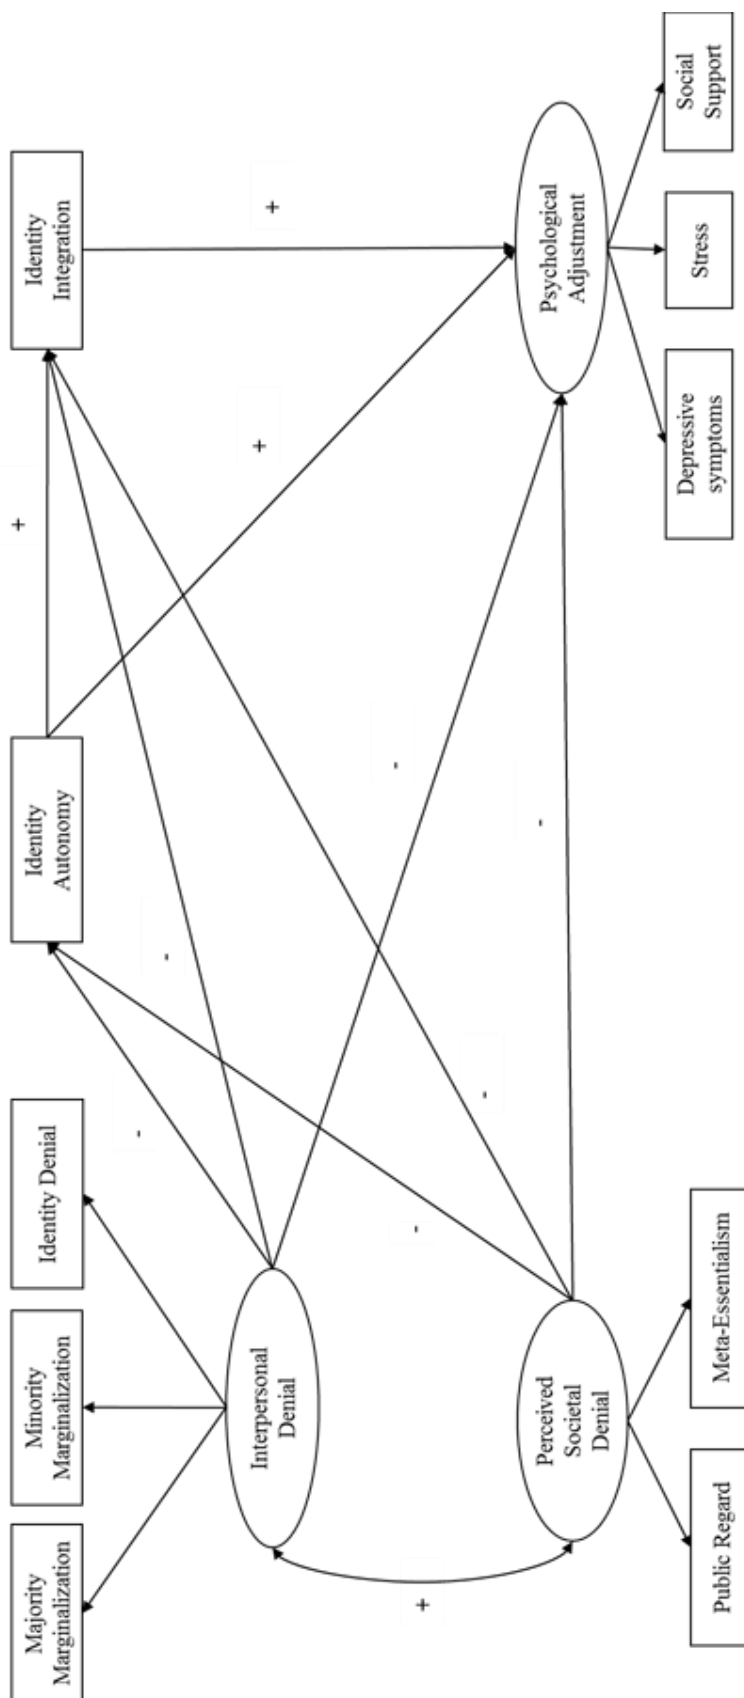 +
Majority
Marginalization
Minority
Marginalization
Identity Denial
Identity
Autonomy
Identity
Integration
-
-
+
+
Interpersonal
Denial
-
+
-
-
-
Perceived
Societal
Denial
Psychological
Adjustment
Public Regard
Meta-Essentialism
Depressive
symptoms
Stress
Social
Support